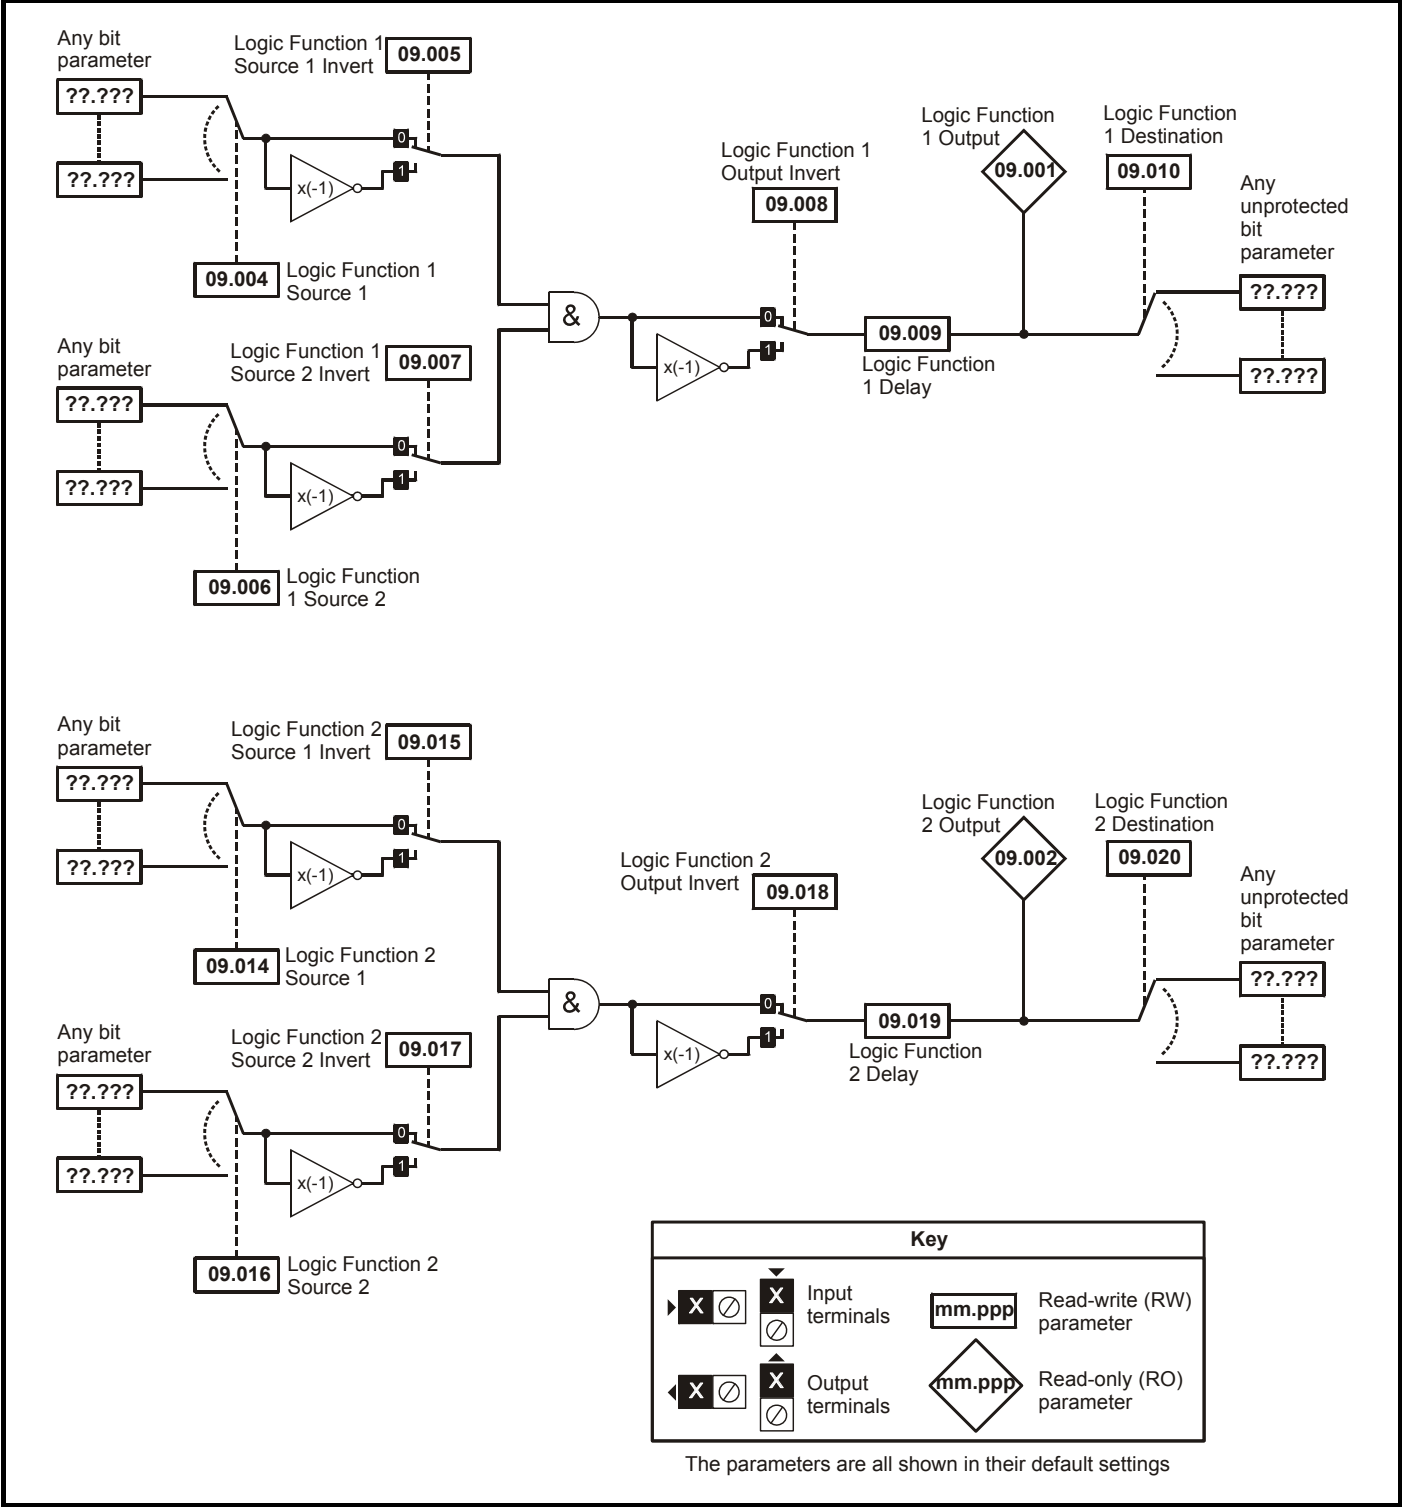 Any bit
parameter
??.???
??.???
Logic Function 1
Source 1 Invert
09.005
0
1
x(-1)
09.004
Logic Function 1
Source 1
Any bit
parameter
??.???
??.???
Logic Function 1
Source 2 Invert
09.007
0
1
x(-1)
09.006
Logic Function
1 Source 2
&
x(-1)
Logic Function 1
Output Invert
09.008
0
1
09.009
Logic Function
1 Delay
Logic Function
1 Output
09.001
Logic Function
1 Destination
09.010
Any
unprotected
bit
parameter
??.???
??.???
Any bit
parameter
??.???
??.???
Logic Function 2
Source 1 Invert
09.015
0
1
x(-1)
09.014
Logic Function 2
Source 1
Any bit
parameter
??.???
??.???
Logic Function 2
Source 2 Invert
09.017
0
1
x(-1)
09.016
Logic Function 2
Source 2
&
x(-1)
Logic Function 2
Output Invert
09.018
0
1
09.019
Logic Function
2 Delay
Logic Function
2 Output
09.002
Logic Function
2 Destination
09.020
Any
unprotected
bit
parameter
??.???
??.???
Key
X
X
Input
terminals
mm.ppp
Read-write (RW)
parameter
X
X
Output
terminals
mm.ppp
Read-only (RO)
parameter
The parameters are all shown in their default settings